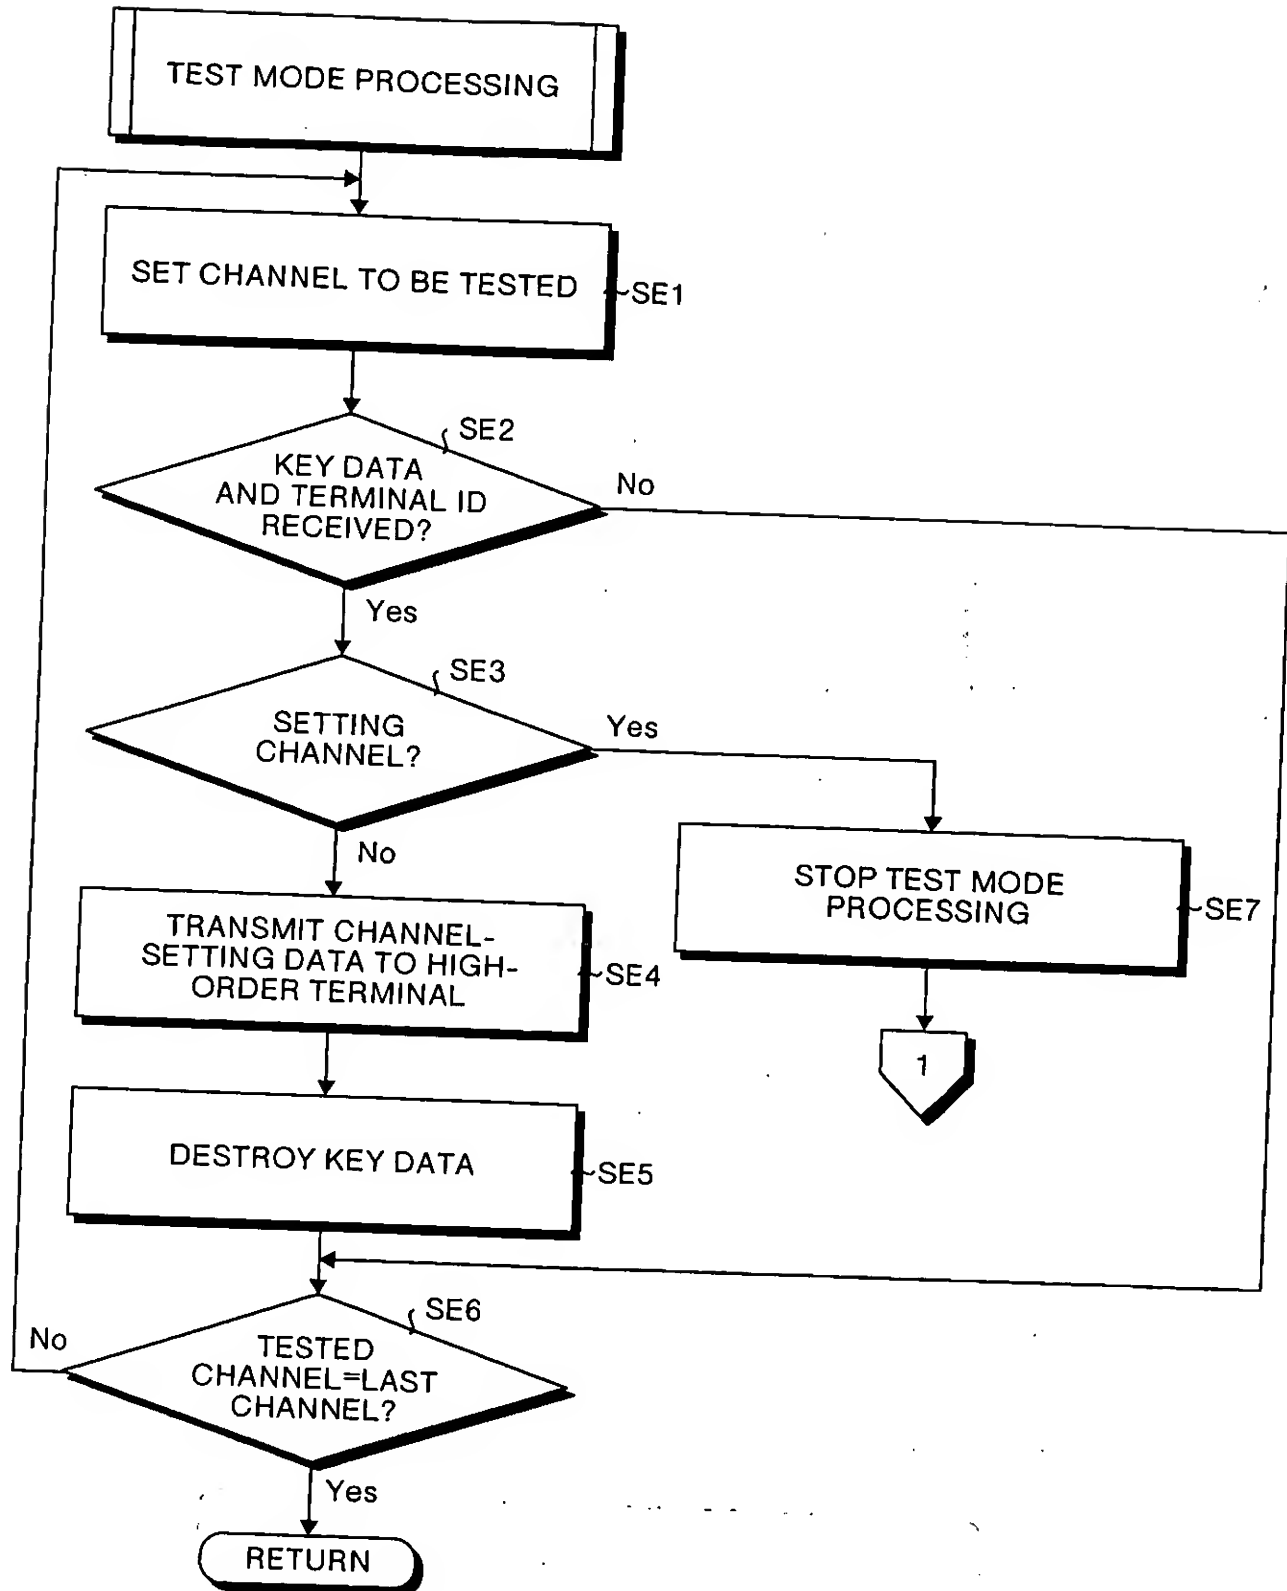 TEST MODE PROCESSING
SET CHANNEL TO BE TESTED
SE1
SE2
KEY DATA
AND TERMINAL ID
RECEIVED?
No
Yes
SE3
SETTING
CHANNEL?
Yes
No
STOP TEST MODE
PROCESSING
SE7
TRANSMIT CHANNEL-
SETTING DATA TO HIGH-
ORDER TERMINAL
SE4
1
DESTROY KEY DATA
SE5
SE6
No
TESTED
CHANNEL=LAST
CHANNEL?
Yes
RETURN